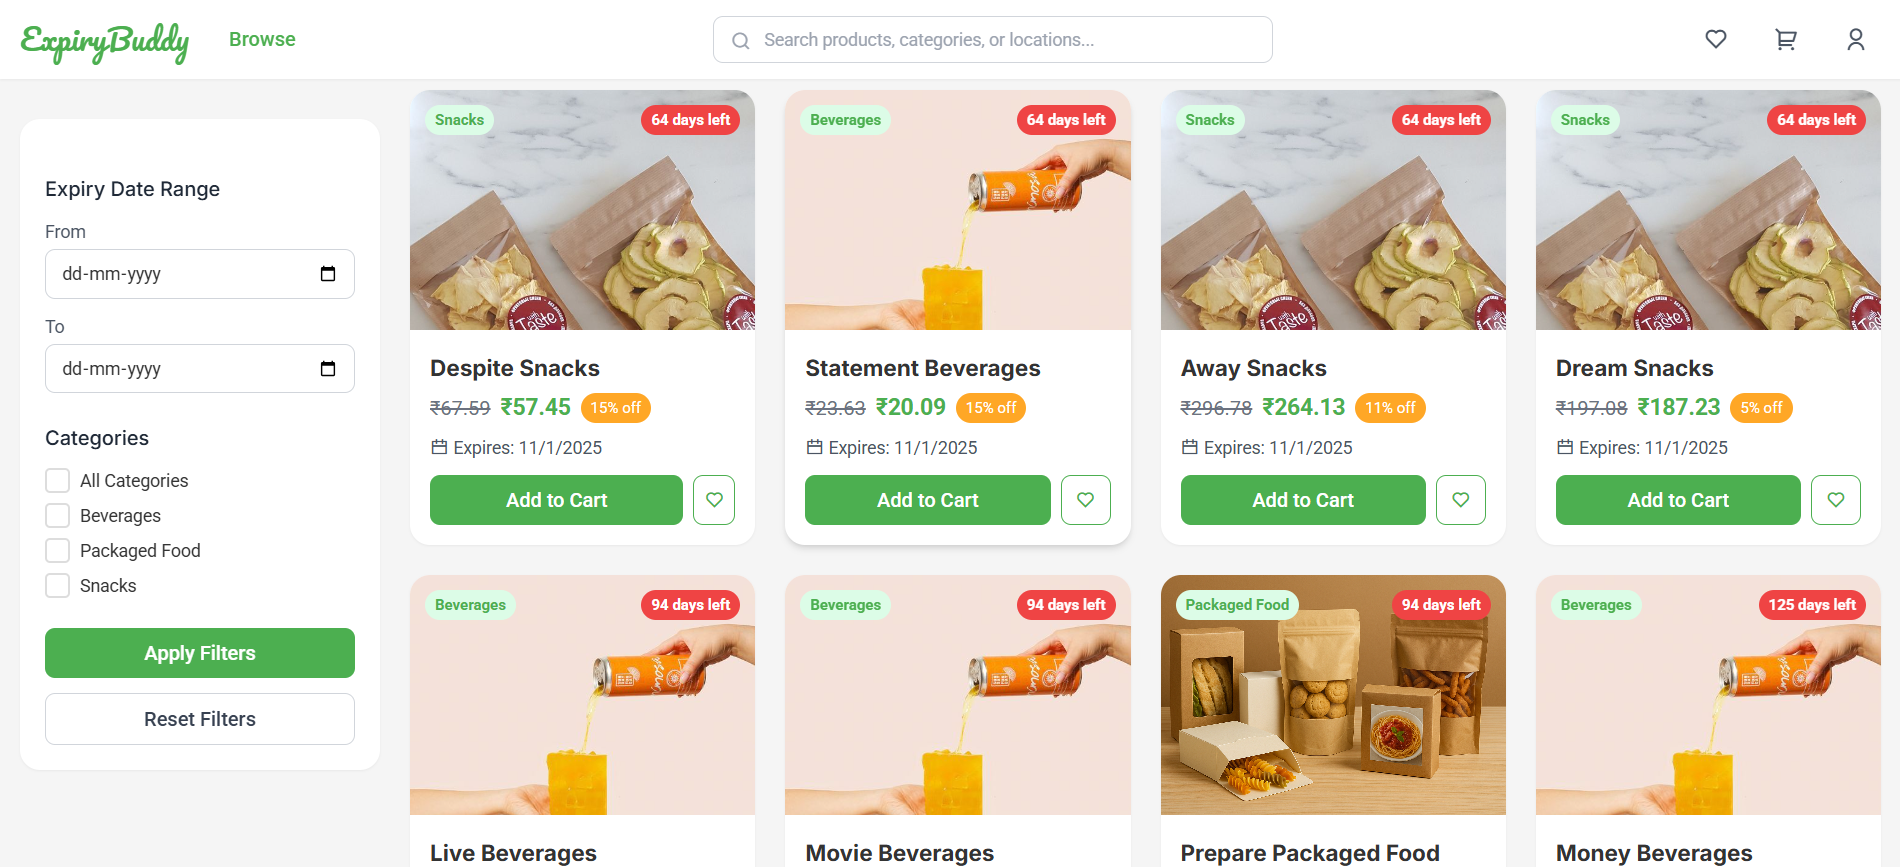 ExpiryBuddy
Browse
Search products, categories, or locations...
Expiry Date Range
From
dd-mm-yyyy
To
dd-mm-yyyy
Categories
All Categories
Beverages
Packaged Food
Snacks
Apply Filters
Reset Filters
Snacks
64 days left
Taste
Despite Snacks
₹67.59 ₹57.45 15% off
Expires: 11/1/2025
Add to Cart
Beverages
64 days left
Statement Beverages
₹23.63 ₹20.09 15% off
Expires: 11/1/2025
Add to Cart
Snacks
64 days left
Taste
Away Snacks
₹296.78 ₹264.13 11% off
Expires: 11/1/2025
Add to Cart
Snacks
64 days left
Taste
Dream Snacks
₹197.08 ₹187.23 5% off
Expires: 11/1/2025
Add to Cart
Beverages
94 days left
Live Beverages
Beverages
94 days left
Movie Beverages
Packaged Food
94 days left
Prepare Packaged Food
Beverages
125 days left
Money Beverages